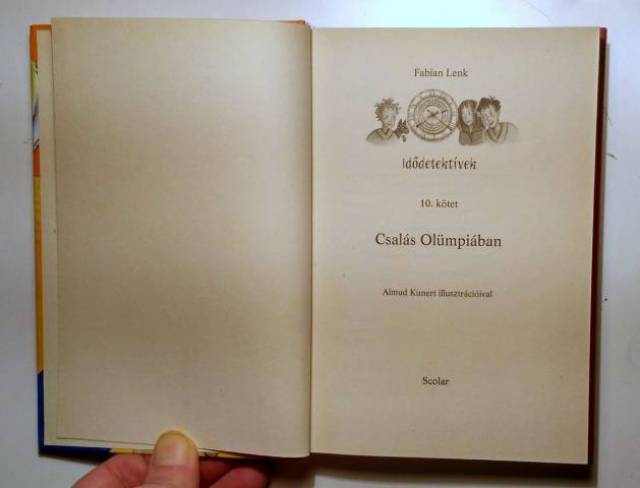 Fabian Lenk
Idődetektívek
10. kötet
Csalás Olümpiában
Almud Kunert illusztrációival
Scolar